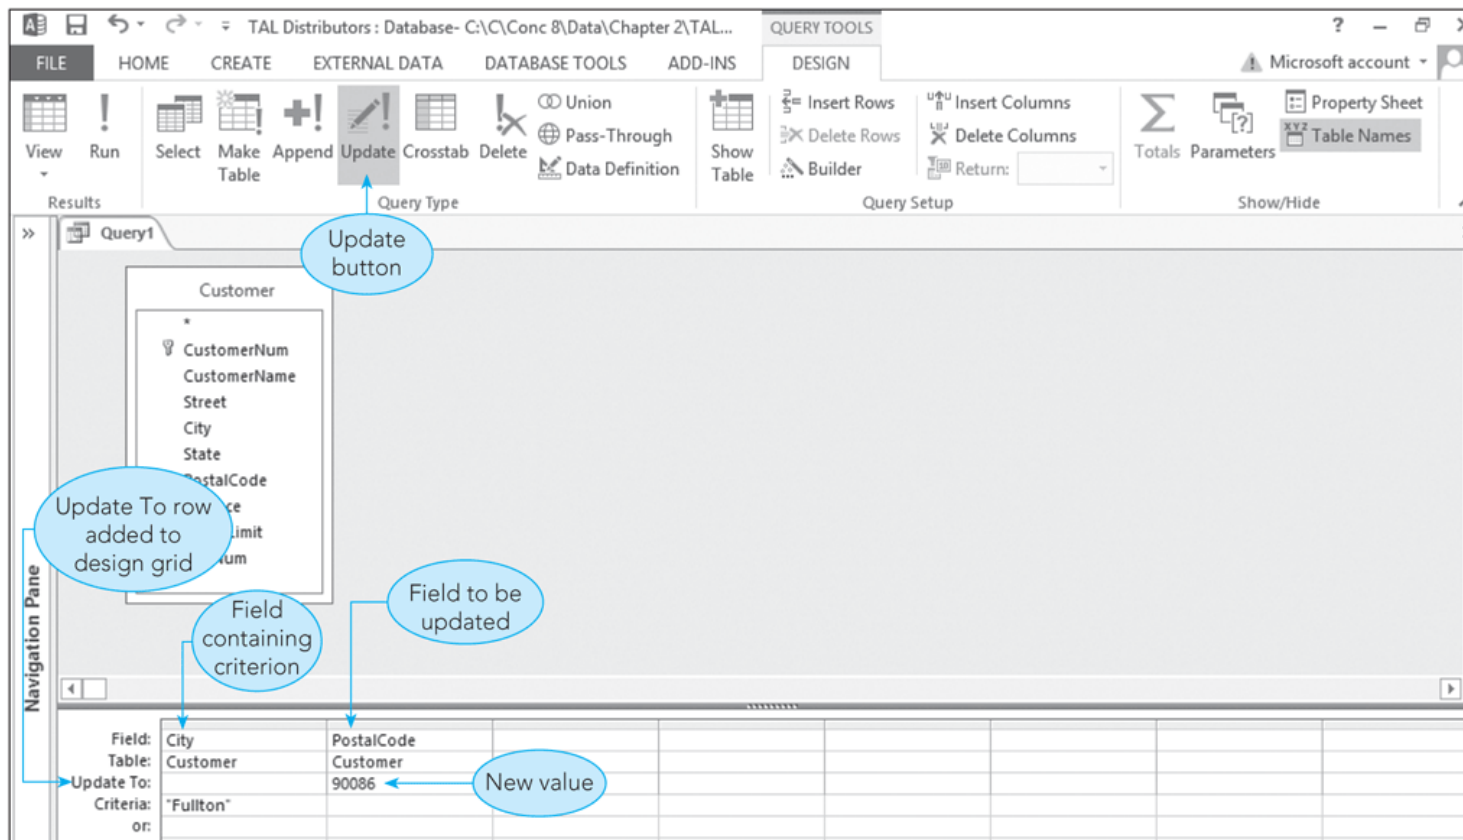 TAL Distributors : Database- C:\C\Conc 8\Data\Chapter 2\TAL... QUERY TOOLS ?
FILE HOME CREATE EXTERNAL DATA DATABASE TOOLS ADD-INS DESIGN Microsoft account
View
Run
Results
Select
Make
Table
Append
Update
Crosstab
Delete
Union
Pass-Through
Data Definition
Query Type
Show
Table
Insert Rows
Delete Rows
Builder
Insert Columns
Delete Columns
Return:
Query Setup
Totals
Parameters
Property Sheet
XYZ
Table Names
Show/Hide
» Query1
Update
button
Customer
*
CustomerNum
CustomerName
Street
City
State
PostalCode
ce
imit
um
Update To row
added to
design grid
Field
containing
criterion
Field to be
updated
Navigation Pane
Field: City PostalCode
Table: Customer Customer
Update To: 90086
New value
Criteria: "Fullton"
or: